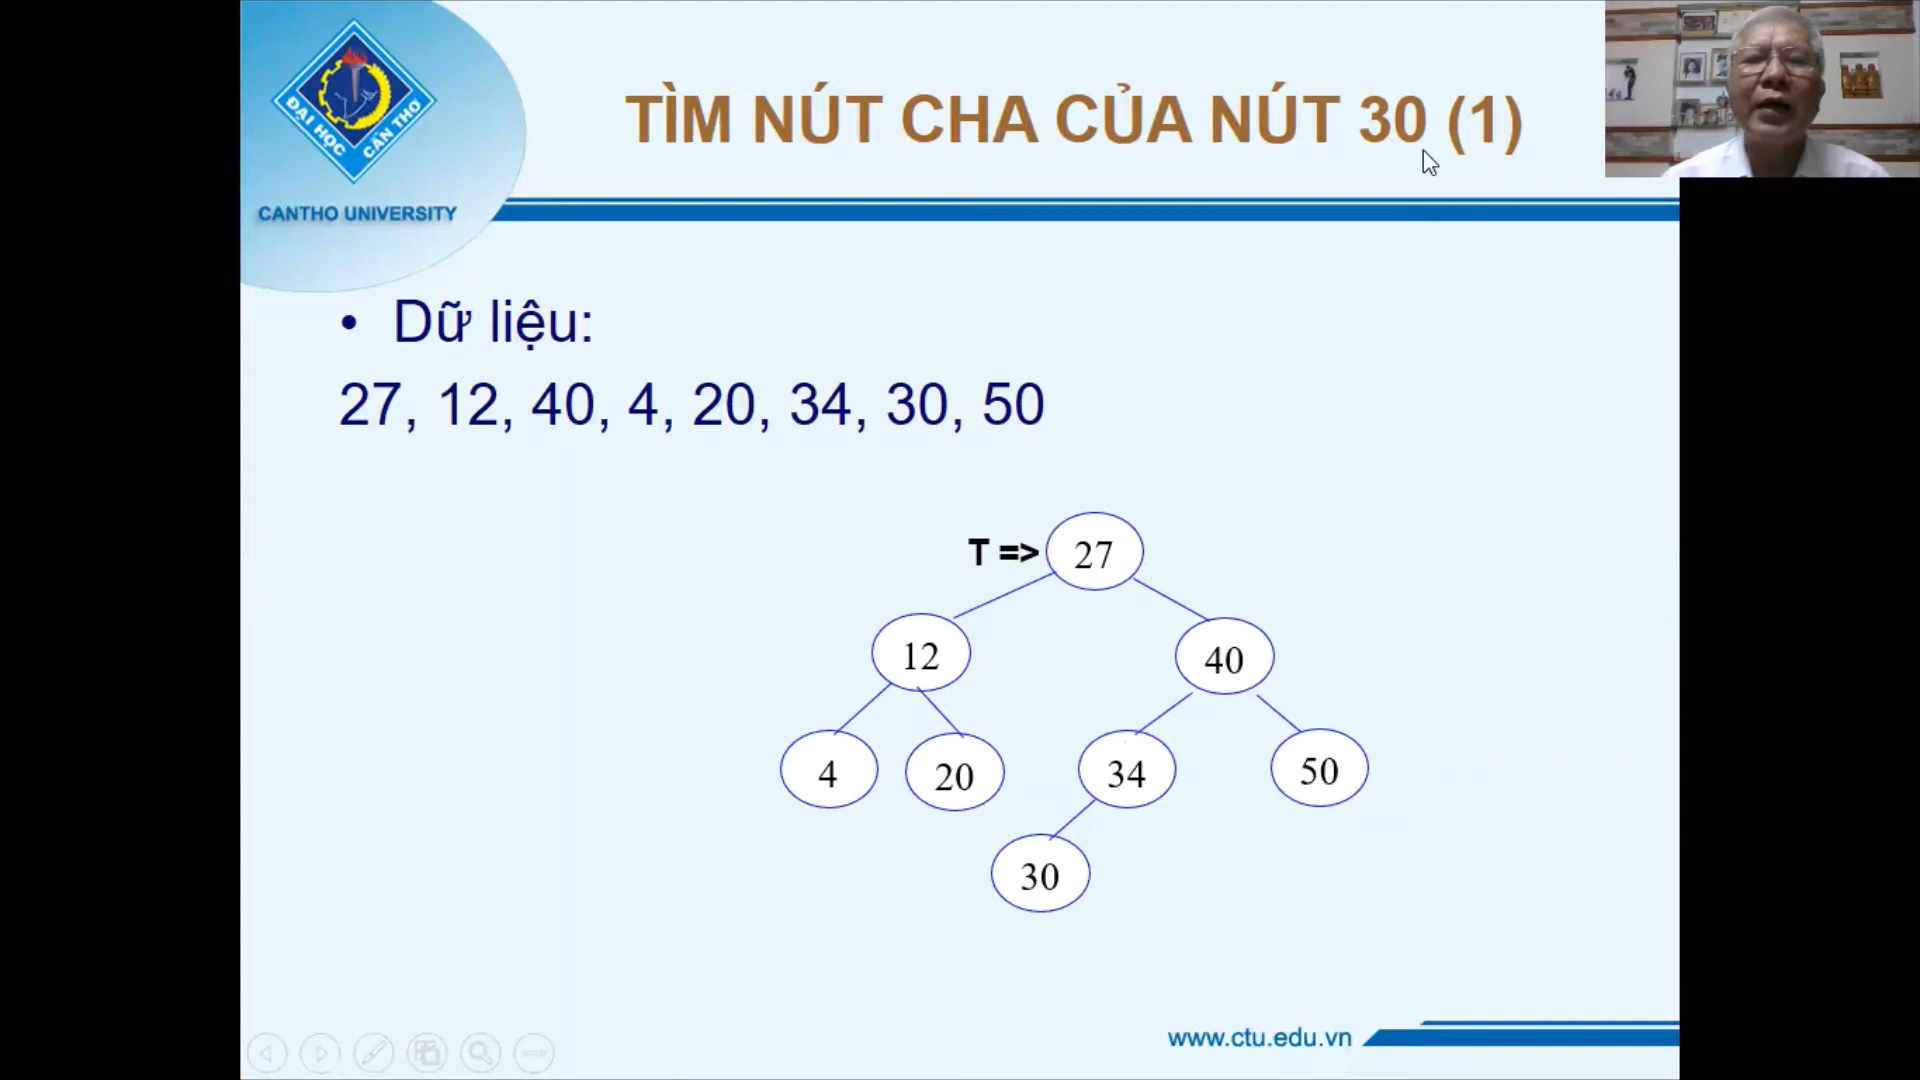 ĐẠI HỌC CẦN THƠ
CANTHO UNIVERSITY
TÌM NÚT CHA CỦA NÚT 30 (1)
• Dữ liệu:
27, 12, 40, 4, 20, 34, 30, 50
T => 27
12 40
4 20 34 50
30
www.ctu.edu.vn